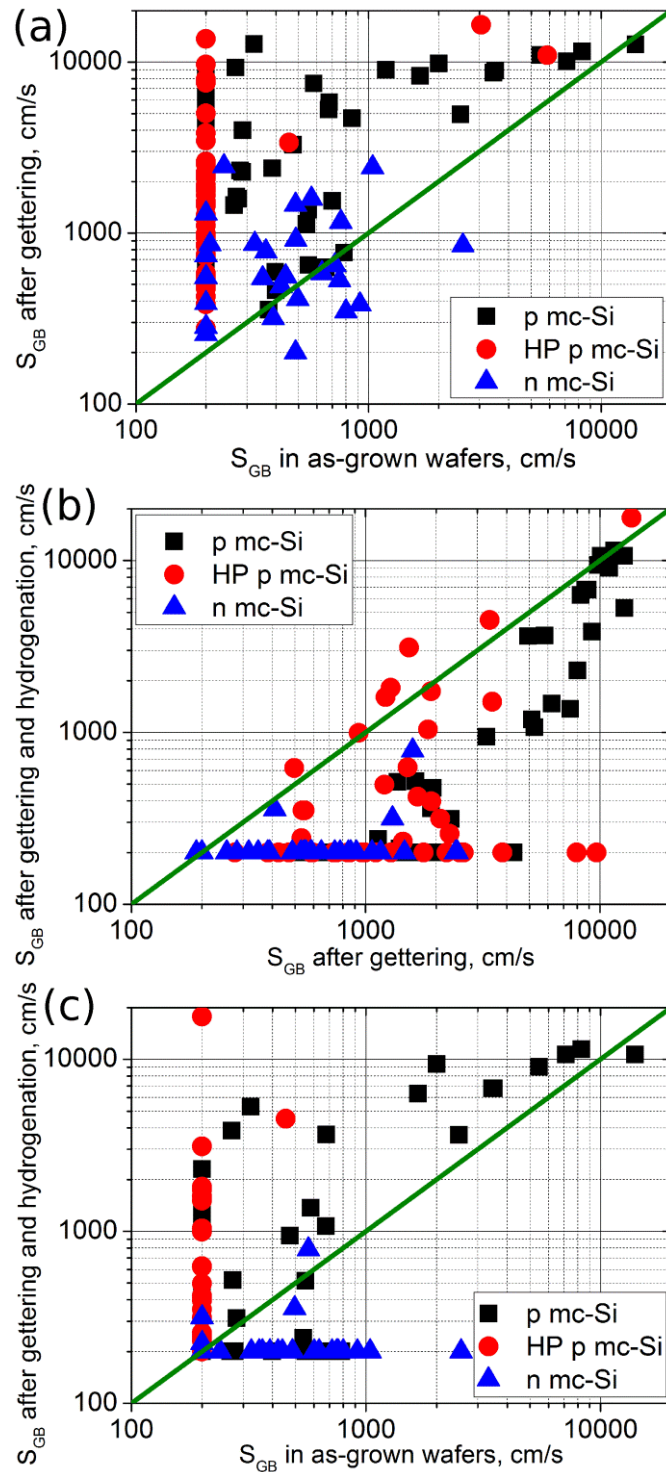 (a)
S_GB after gettering, cm/s
10000
1000
100
p mc-Si
HP p mc-Si
n mc-Si
100 1000 10000
S_GB in as-grown wafers, cm/s
(b)
S_GB after gettering and hydrogenation, cm/s
p mc-Si
HP p mc-Si
n mc-Si
10000
1000
100
100 1000 10000
S_GB after gettering, cm/s
(c)
S_GB after gettering and hydrogenation, cm/s
10000
1000
100
p mc-Si
HP p mc-Si
n mc-Si
100 1000 10000
S_GB in as-grown wafers, cm/s